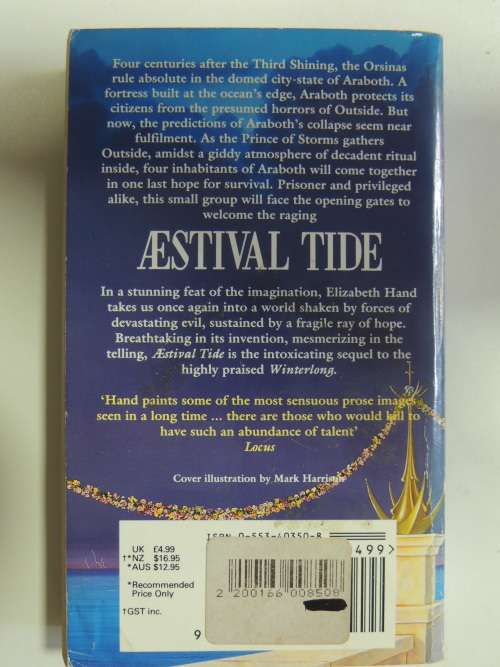 Four centuries after the Third Shining, the Orsinas
rule absolute in the domed city-state of Araboth. A
fortress built at the ocean's edge, Araboth protects its
citizens from the presumed horrors of Outside. But
now, the predictions of Araboth's collapse seem near
fulfilment. As the Prince of Storms gathers
Outside, amidst a giddy atmosphere of decadent ritual
inside, four inhabitants of Araboth will come together
in one last hope for survival. Prisoner and privileged
alike, this small group will face the opening gates to
welcome the raging
ÆSTIVAL TIDE
In a stunning feat of the imagination, Elizabeth Hand
takes us once again into a world shaken by forces of
devastating evil, sustained by a fragile ray of hope.
Breathtaking in its invention, mesmerizing in the
telling, Æstival Tide is the intoxicating sequel to the
highly praised Winterlong.
'Hand paints some of the most sensuous prose images
seen in a long time ... there are those who would kill to
have such an abundance of talent'
Locus
Cover illustration by Mark Harrison
ISBN 0-553-40350-8
UK £4.99
†*NZ $16.95
*AUS $12.95
*Recommended
Price Only
†GST inc.
499>
2 200166 008509
9